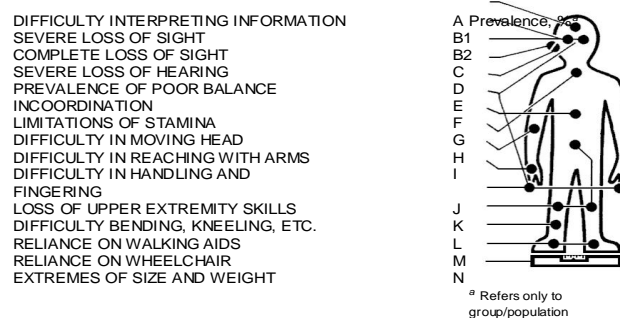 DIFFICULTY INTERPRETING INFORMATION A Prevalence, %ª
SEVERE LOSS OF SIGHT B1
COMPLETE LOSS OF SIGHT B2
SEVERE LOSS OF HEARING C
PREVALENCE OF POOR BALANCE D
INCOORDINATION E
LIMITATIONS OF STAMINA F
DIFFICULTY IN MOVING HEAD G
DIFFICULTY IN REACHING WITH ARMS H
DIFFICULTY IN HANDLING AND I
FINGERING
LOSS OF UPPER EXTREMITY SKILLS J
DIFFICULTY BENDING, KNEELING, ETC. K
RELIANCE ON WALKING AIDS L
RELIANCE ON WHEELCHAIR M
EXTREMES OF SIZE AND WEIGHT N
ª Refers only to
group/population